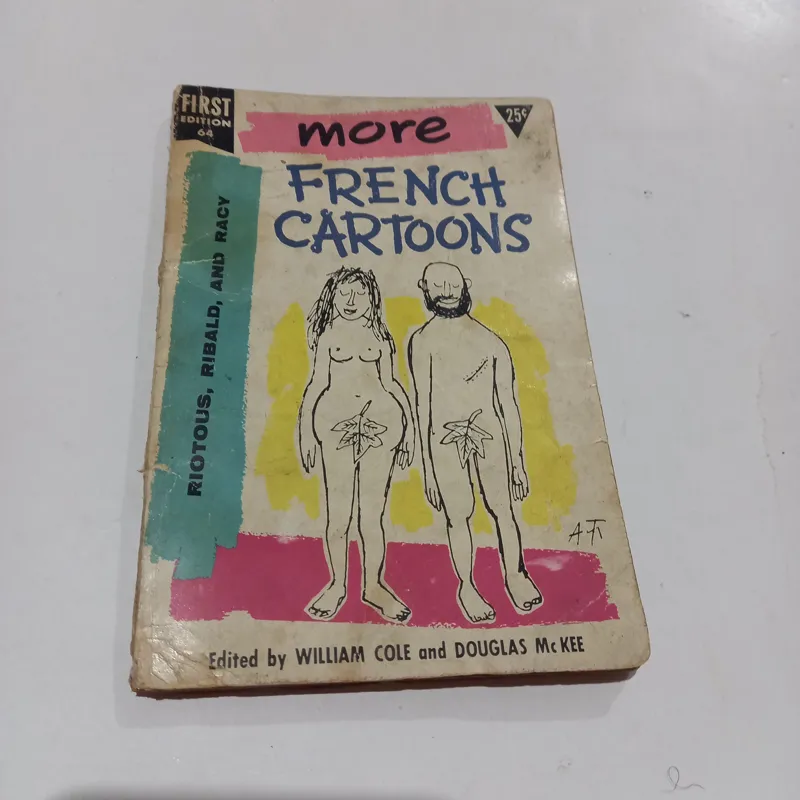 FIRST
EDITION
64
25¢
more
FRENCH
CARTOONS
RIOTOUS, RIBALD, AND RACY
Edited by WILLIAM COLE and DOUGLAS McKEE